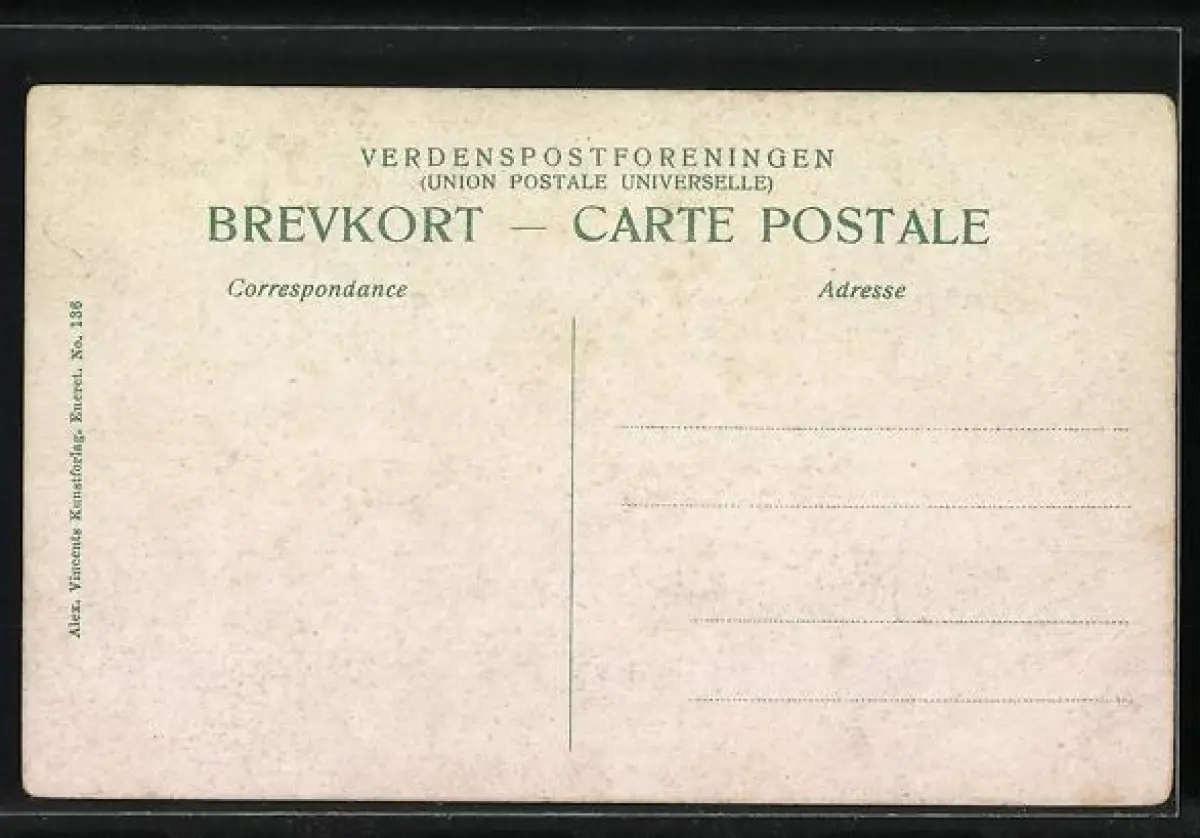 VERDENSPOSTFORENINGEN
(UNION POSTALE UNIVERSELLE)
BREVKORT — CARTE POSTALE
Correspondance
Adresse
Alex. Vincents Kunstforlag. Eneret. No. 136